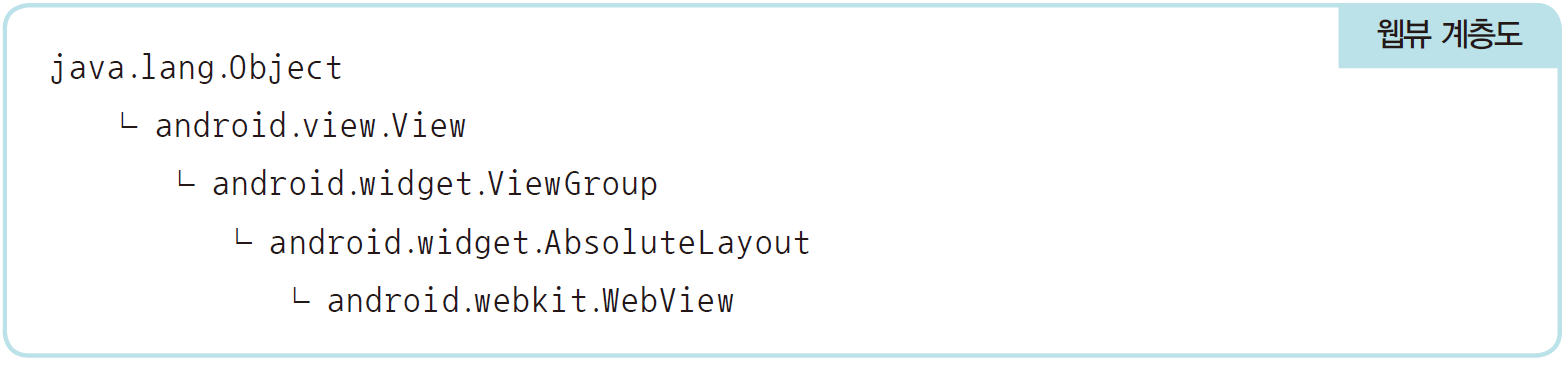 웹뷰 계층도
java.lang.Object
└ android.view.View
└ android.widget.ViewGroup
└ android.widget.AbsoluteLayout
└ android.webkit.WebView